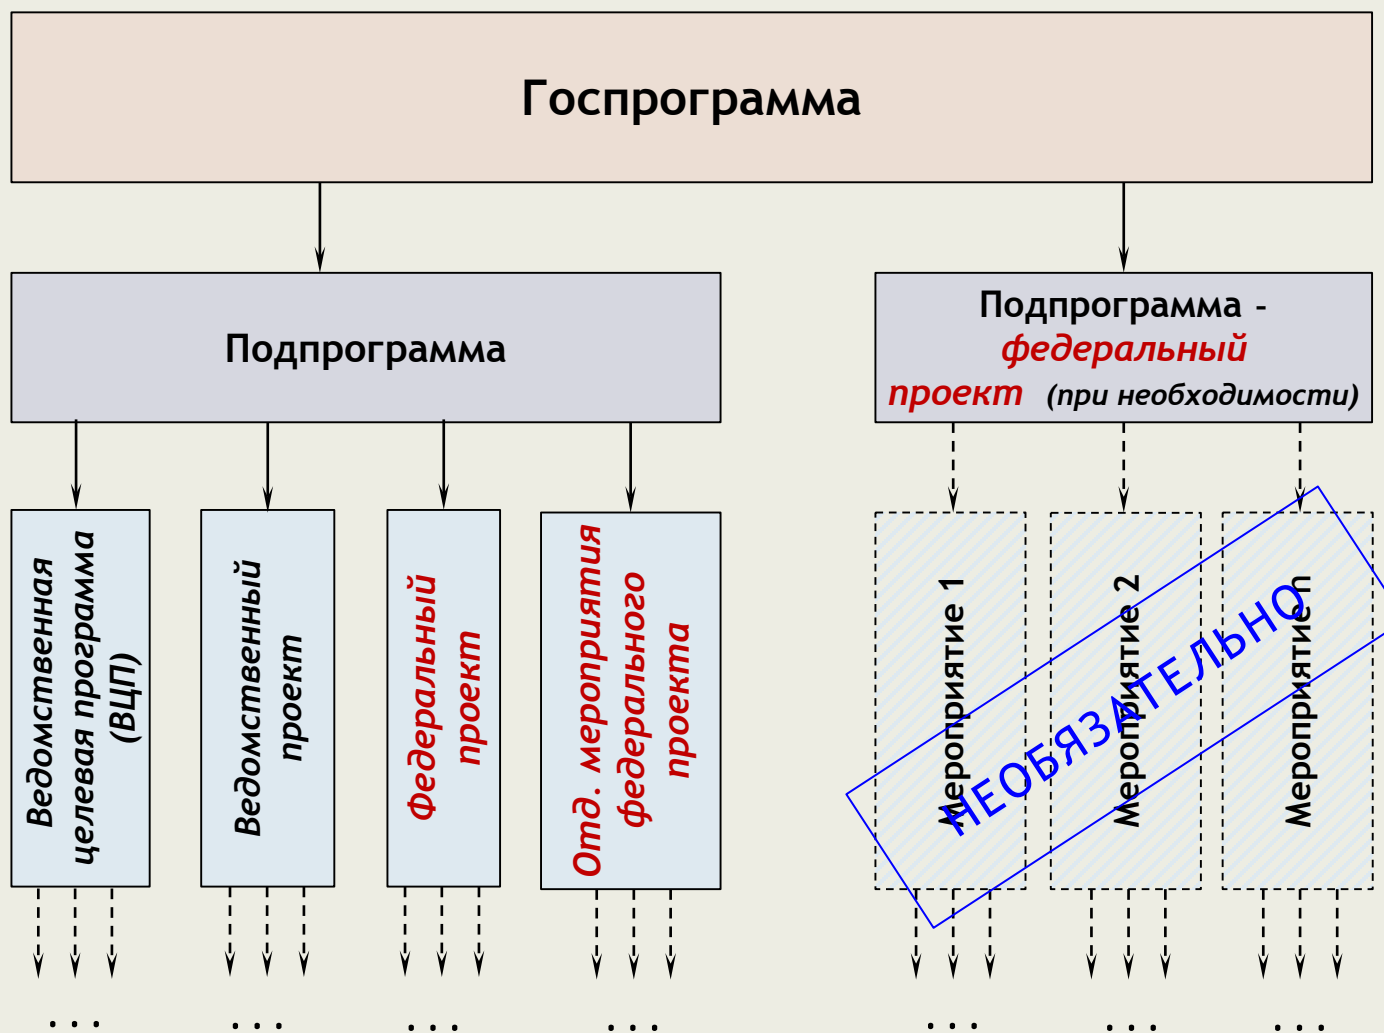 Госпрограмма
Подпрограмма
Подпрограмма -
федеральный
проект (при необходимости)
Ведомственная
целевая программа
(ВЦП)
Ведомственный
проект
Федеральный
проект
Отд. мероприятия
федерального
проекта
Мероприятие 1
Мероприятие 2
Мероприятие n
НЕОБЯЗАТЕЛЬНО
. . .
. . .
. . .
. . .
. . .
. . .
. . .